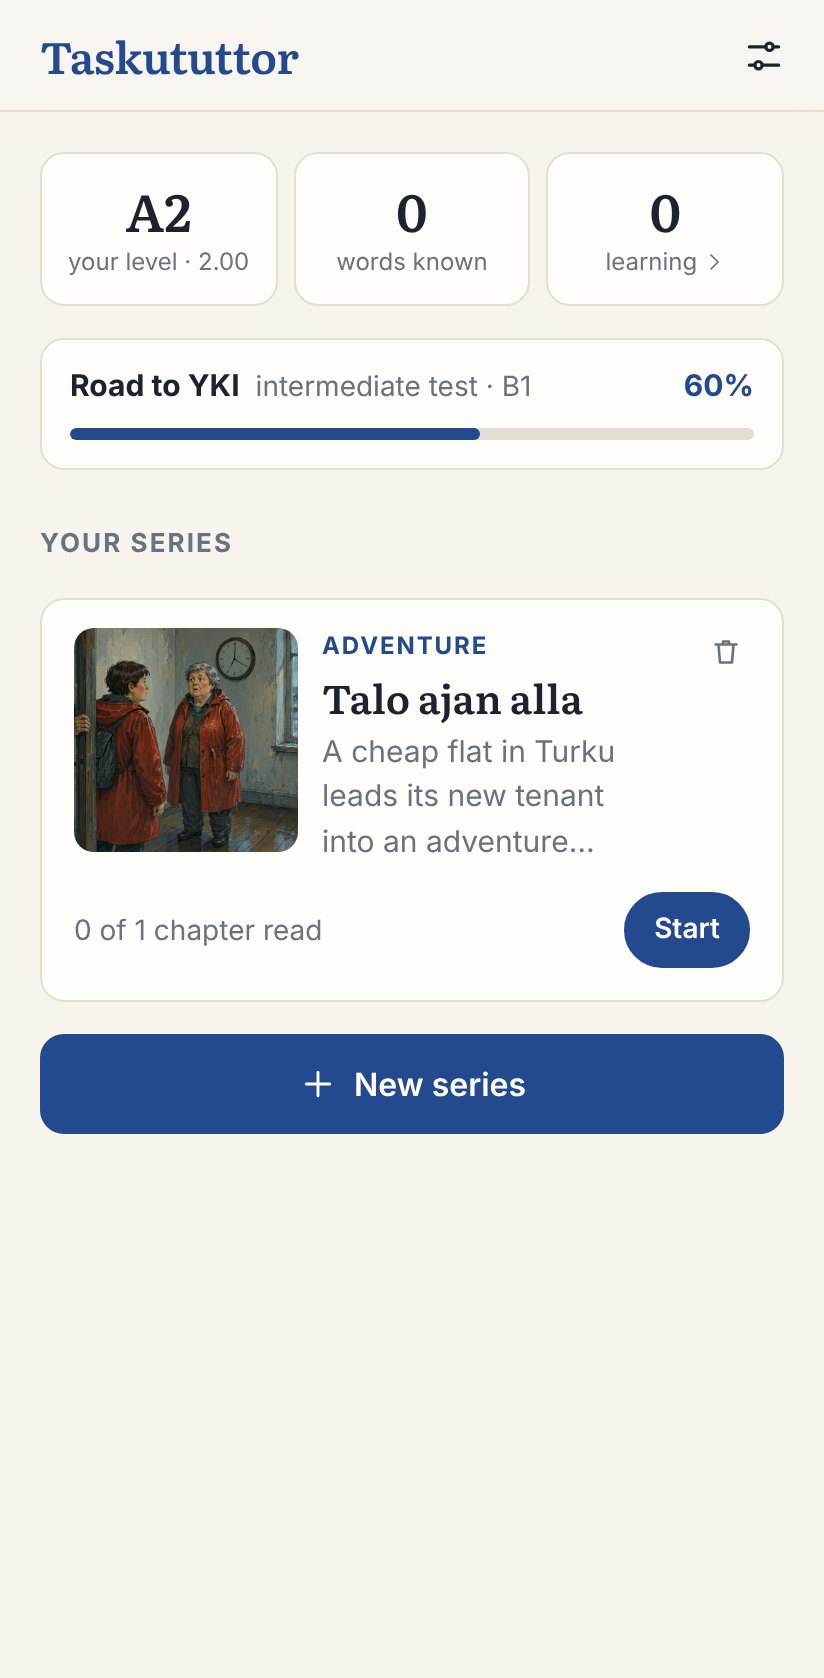 Taskututtor
A2
your level · 2.00
0
words known
0
learning >
Road to YKI intermediate test · B1 60%
YOUR SERIES
ADVENTURE
Talo ajan alla
A cheap flat in Turku
leads its new tenant
into an adventure...
0 of 1 chapter read
Start
+ New series